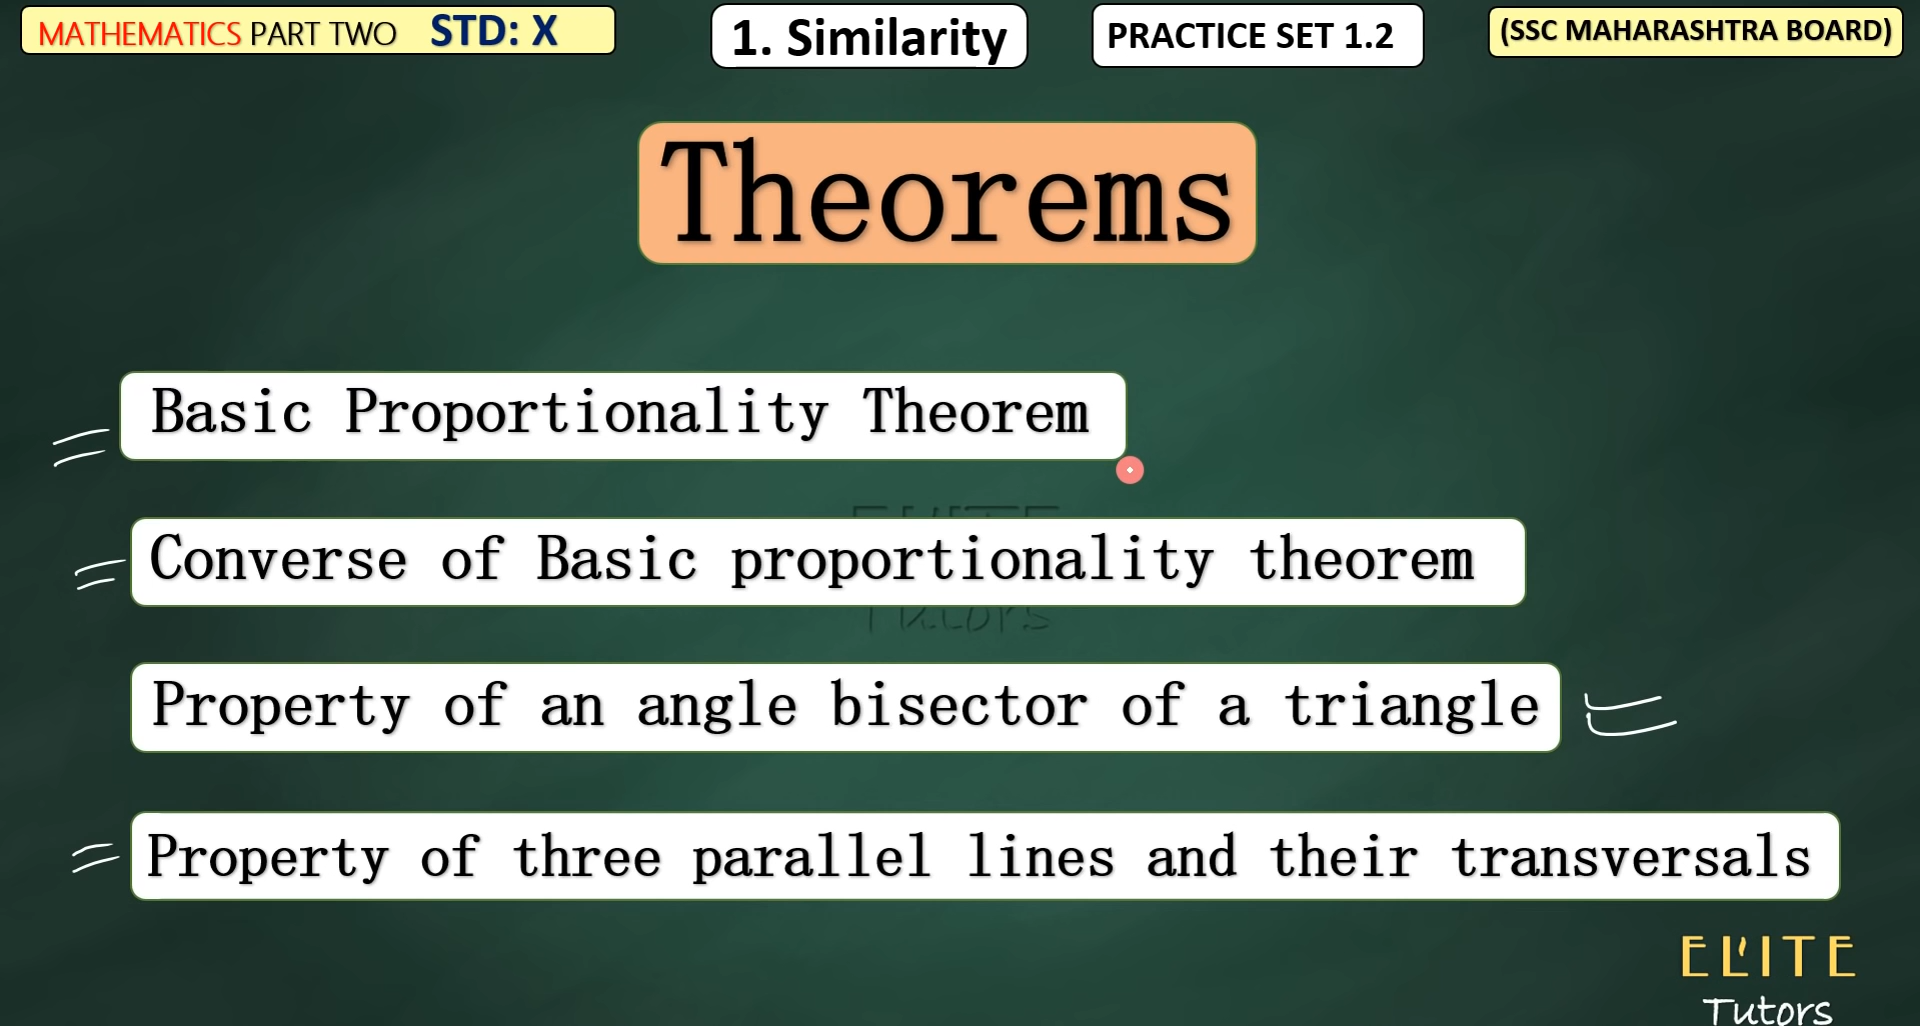 MATHEMATICS PART TWO STD: X
1. Similarity
PRACTICE SET 1.2
(SSC MAHARASHTRA BOARD)
Theorems
Basic Proportionality Theorem
ELITE
Converse of Basic proportionality theorem
Tutors
Property of an angle bisector of a triangle
Property of three parallel lines and their transversals
ELITE
Tutors